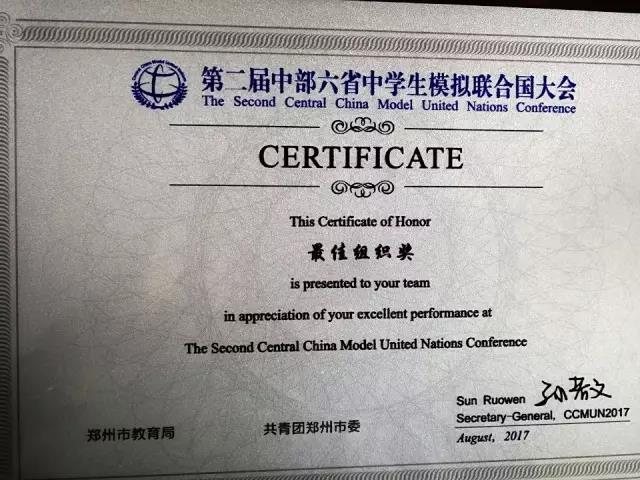 第二届中部六省中学生模拟联合国大会
The Second Central China Model United Nations Conference
CERTIFICATE
This Certificate of Honor
最佳组织奖
is presented to your team
in appreciation of your excellent performance at
The Second Central China Model United Nations Conference
孙若文
Sun Ruowen
Secretary-General, CCMUN2017
August, 2017
郑州市教育局
共青团郑州市委